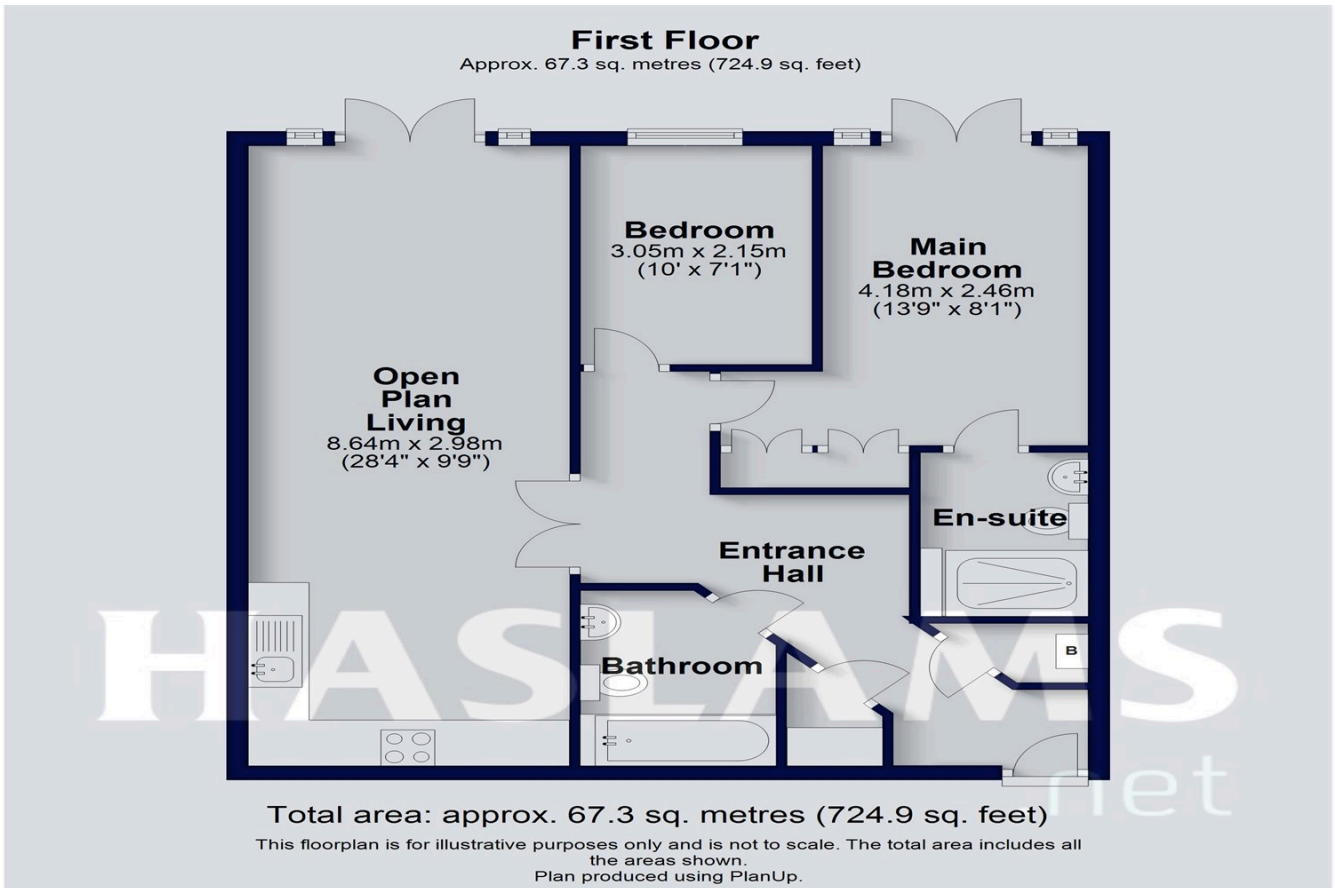 First Floor
Approx. 67.3 sq. metres (724.9 sq. feet)
Bedroom
3.05m x 2.15m
(10' x 7'1")
Main
Bedroom
4.18m x 2.46m
(13'9" x 8'1")
Open
Plan
Living
8.64m x 2.98m
(28'4" x 9'9")
En-suite
Entrance
Hall
B
Bathroom
HASLAMS
.net
Total area: approx. 67.3 sq. metres (724.9 sq. feet)
This floorplan is for illustrative purposes only and is not to scale. The total area includes all
the areas shown.
Plan produced using PlanUp.